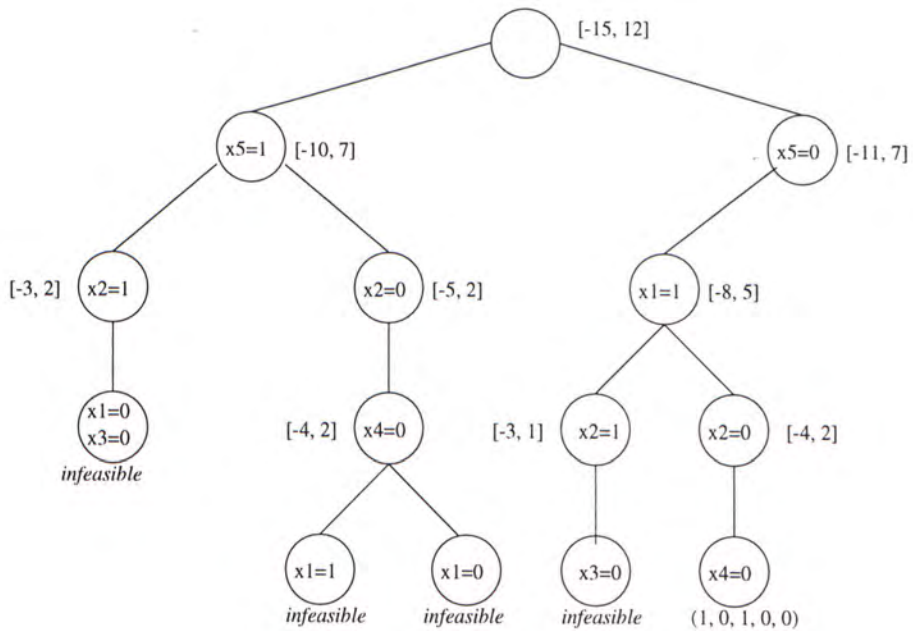 [-15, 12]
x5=1 [-10, 7] x5=0 [-11, 7]
[-3, 2] x2=1 x2=0 [-5, 2] x1=1 [-8, 5]
x1=0
x3=0
infeasible
[-4, 2] x4=0 [-3, 1] x2=1 x2=0 [-4, 2]
x1=1 x1=0 x3=0 x4=0
infeasible infeasible infeasible (1, 0, 1, 0, 0)